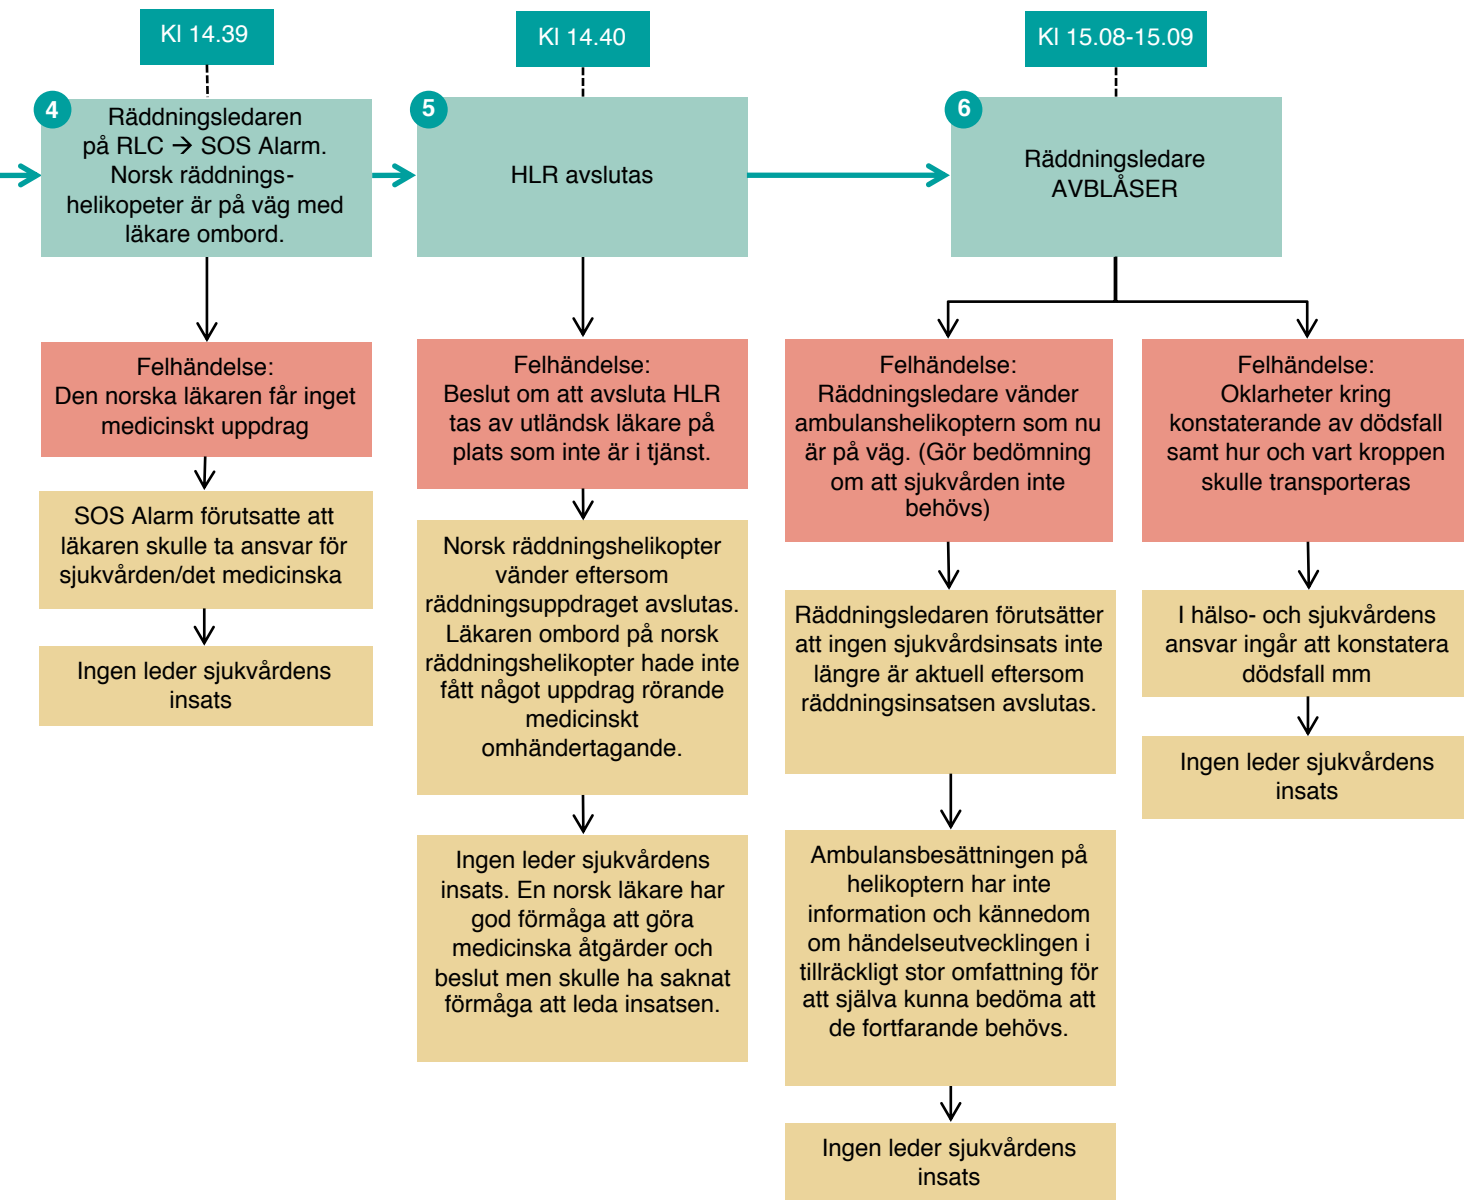 Kl 14.39
4
Räddningsledaren
på RLC → SOS Alarm.
Norsk räddnings-
helikopeter är på väg med
läkare ombord.
Felhändelse:
Den norska läkaren får inget
medicinskt uppdrag
SOS Alarm förutsatte att
läkaren skulle ta ansvar för
sjukvården/det medicinska
Ingen leder sjukvårdens
insats
Kl 14.40
5
HLR avslutas
Felhändelse:
Beslut om att avsluta HLR
tas av utländsk läkare på
plats som inte är i tjänst.
Norsk räddningshelikopter
vänder eftersom
räddningsuppdraget avslutas.
Läkaren ombord på norsk
räddningshelikopter hade inte
fått något uppdrag rörande
medicinskt
omhändertagande.
Ingen leder sjukvårdens
insats. En norsk läkare har
god förmåga att göra
medicinska åtgärder och
beslut men skulle ha saknat
förmåga att leda insatsen.
Kl 15.08-15.09
6
Räddningsledare
AVBLÅSER
Felhändelse:
Räddningsledare vänder
ambulanshelikoptern som nu
är på väg. (Gör bedömning
om att sjukvården inte
behövs)
Räddningsledaren förutsätter
att ingen sjukvårdsinsats inte
längre är aktuell eftersom
räddningsinsatsen avslutas.
Ambulansbesättningen på
helikoptern har inte
information och kännedom
om händelseutvecklingen i
tillräckligt stor omfattning för
att själva kunna bedöma att
de fortfarande behövs.
Ingen leder sjukvårdens
insats
Felhändelse:
Oklarheter kring
konstaterande av dödsfall
samt hur och vart kroppen
skulle transporteras
I hälso- och sjukvårdens
ansvar ingår att konstatera
dödsfall mm
Ingen leder sjukvårdens
insats